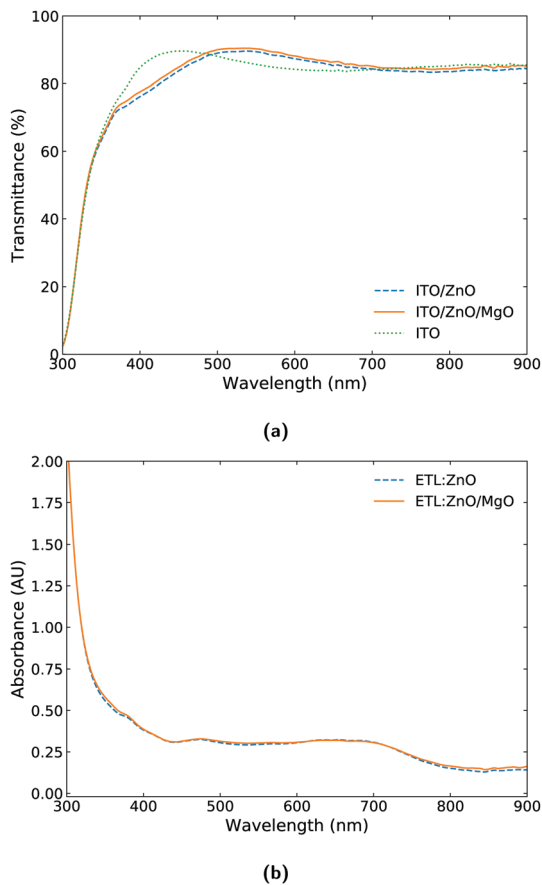 100
80
60
40
20
0
Transmittance (%)
300 400 500 600 700 800 900
Wavelength (nm)
ITO/ZnO
ITO/ZnO/MgO
ITO
(a)
2.00
1.75
1.50
1.25
1.00
0.75
0.50
0.25
0.00
Absorbance (AU)
300 400 500 600 700 800 900
Wavelength (nm)
ETL:ZnO
ETL:ZnO/MgO
(b)